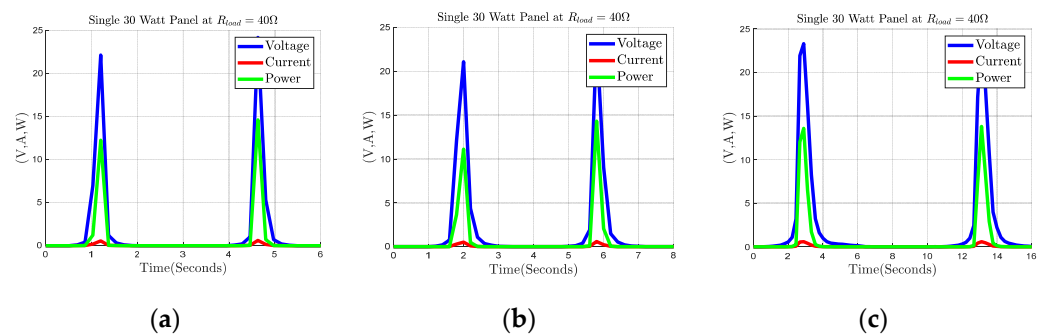 Single 30 Watt Panel at R_load = 40Ω
25
20
15
10
5
0
(V,A,W)
Voltage
Current
Power
0 1 2 3 4 5 6
Time(Seconds)
(a)
Single 30 Watt Panel at R_load = 40Ω
25
20
15
10
5
0
(V,A,W)
Voltage
Current
Power
0 1 2 3 4 5 6 7 8
Time(Seconds)
(b)
Single 30 Watt Panel at R_load = 40Ω
25
20
15
10
5
0
(V,A,W)
Voltage
Current
Power
0 2 4 6 8 10 12 14 16
Time(Seconds)
(c)